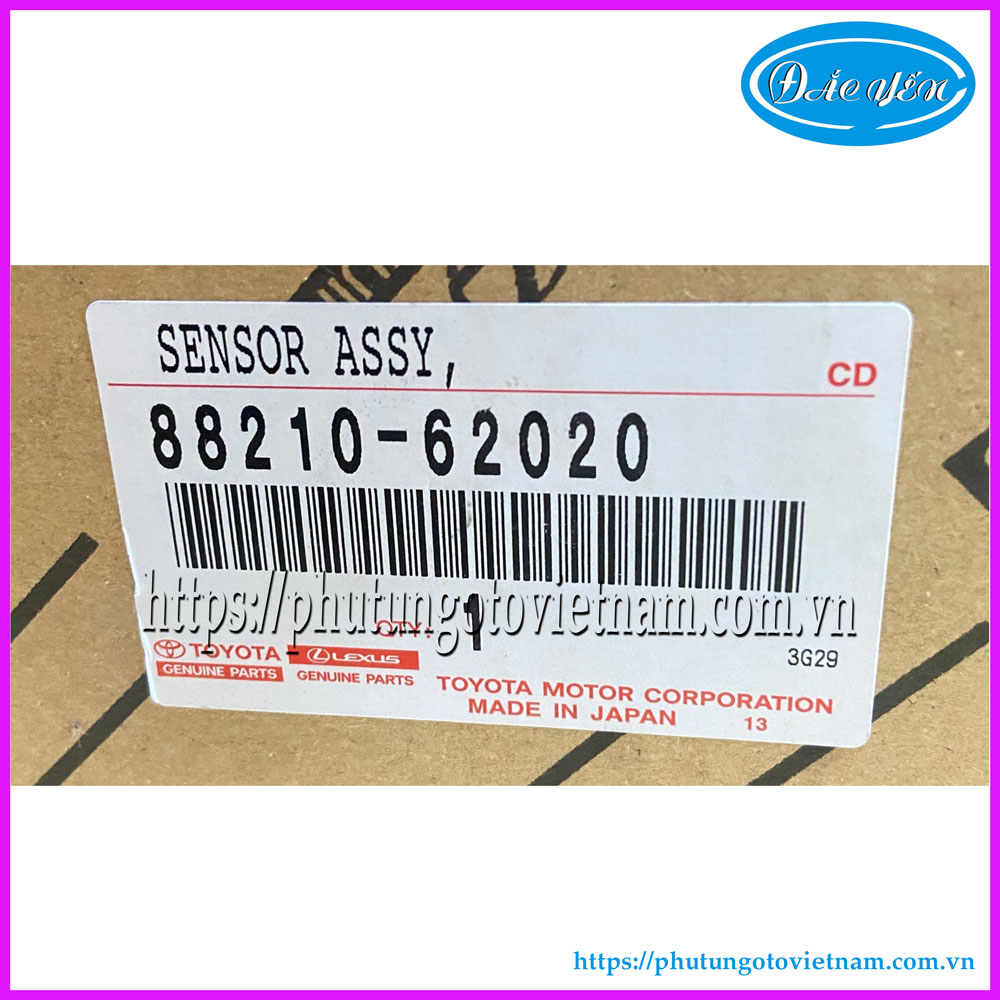 ĐẮC YẾN
SENSOR ASSY,
CD
88210-62020
https://phutungotovietnam.com.vn
QTY: 1
TOYOTA LEXUS
3G29
GENUINE PARTS GENUINE PARTS
TOYOTA MOTOR CORPORATION
MADE IN JAPAN 13
https://phutungotovietnam.com.vn